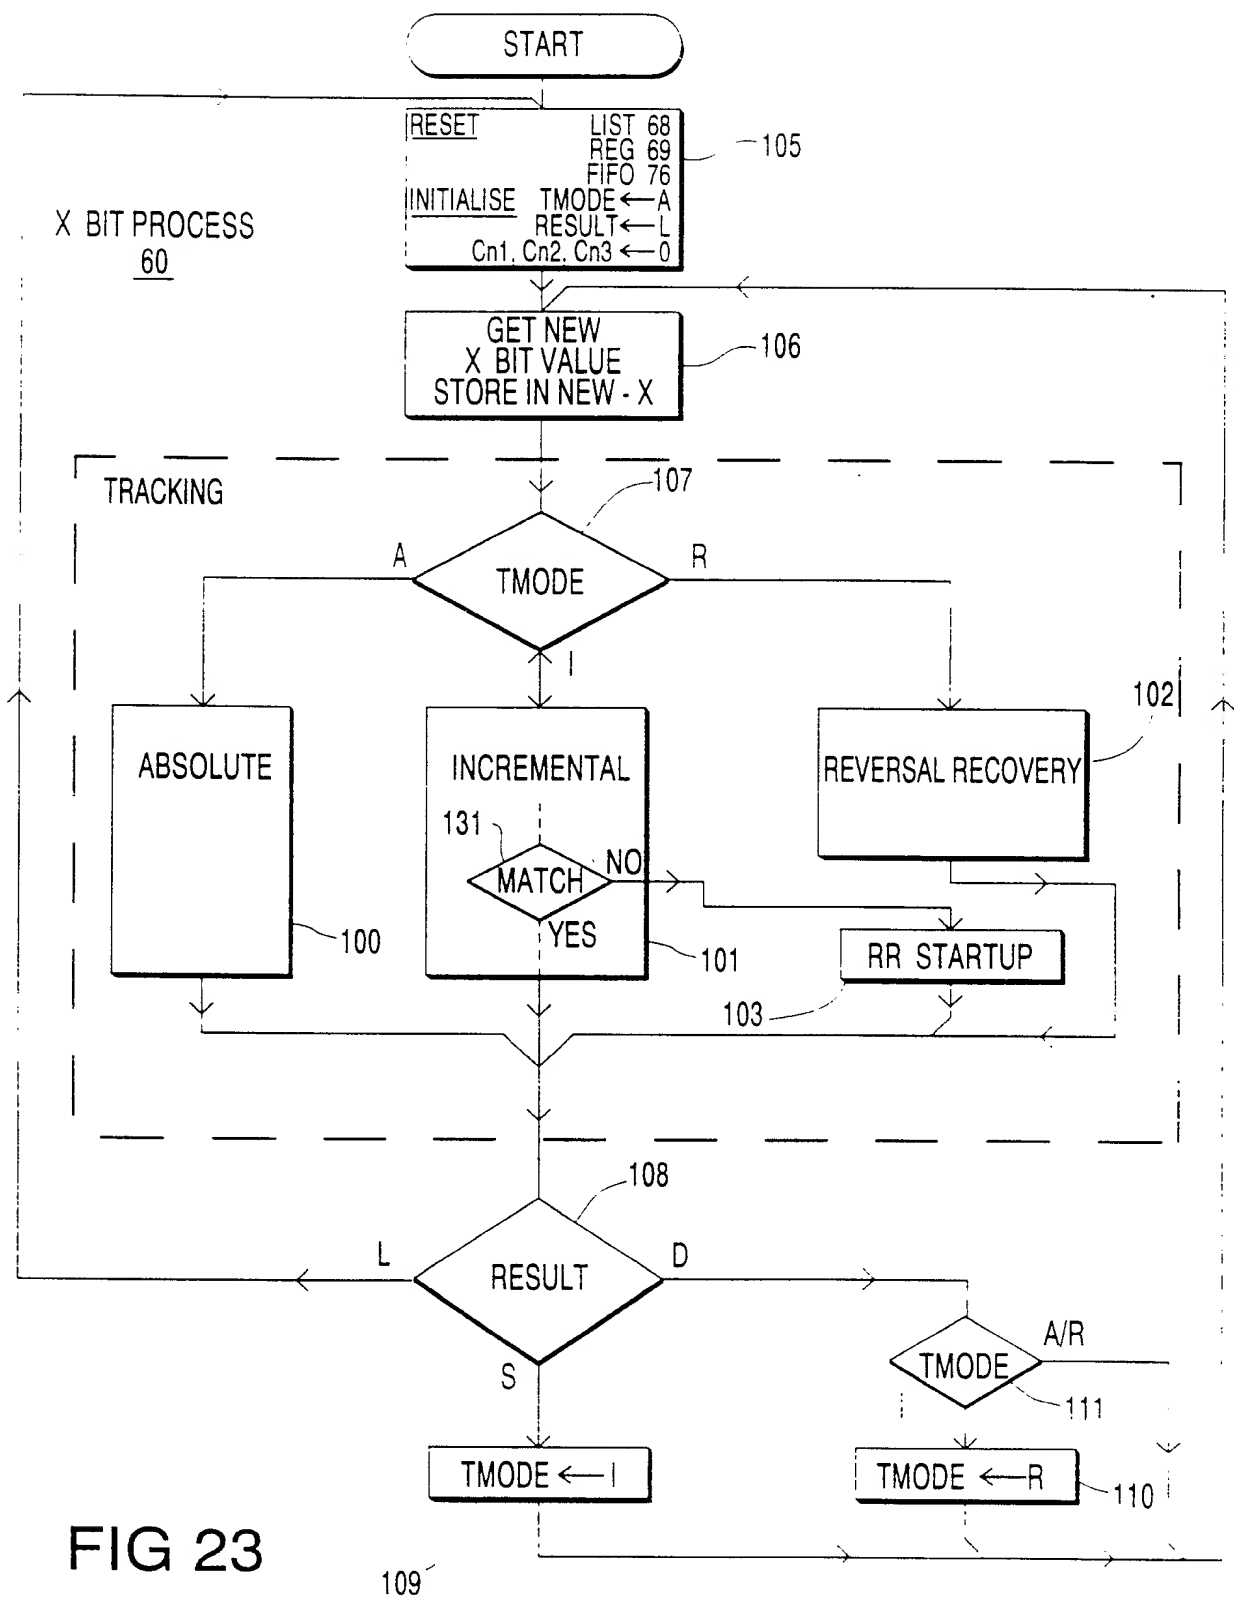 START
RESET LIST 68
REG 69
FIFO 76
INITIALISE TMODE ← A
RESULT ← L
Cn1, Cn2, Cn3 ← 0
105
X BIT PROCESS
60
GET NEW
X BIT VALUE
STORE IN NEW - X
106
TRACKING
107
A
R
TMODE
I
102
ABSOLUTE
INCREMENTAL
REVERSAL RECOVERY
131
MATCH
NO
YES
100
101
RR STARTUP
103
108
L
D
RESULT
S
A/R
TMODE
111
TMODE ← I
TMODE ← R
110
FIG 23
109